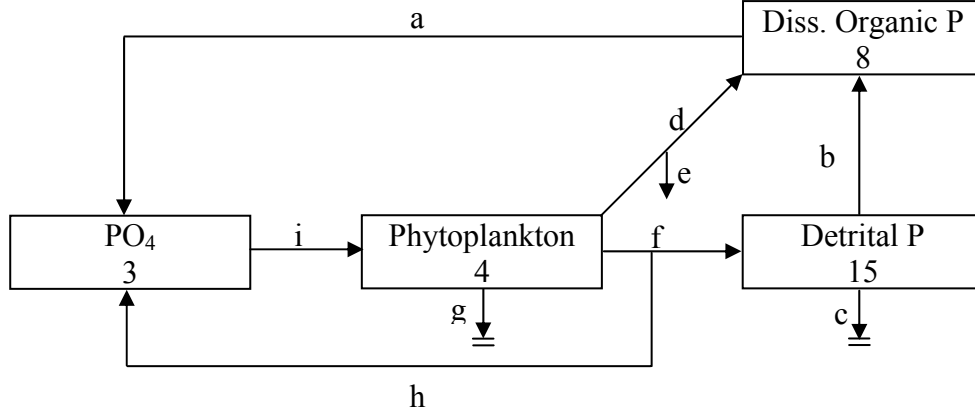 a
Diss. Organic P
8
d
e
b
PO₄
3
i
Phytoplankton
4
f
Detrital P
15
g
c
h